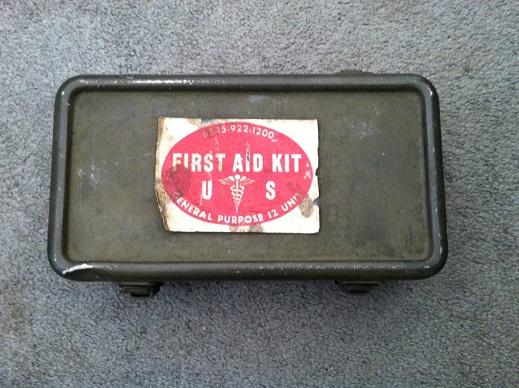 6545-922-1200
FIRST AID KIT
U S
GENERAL PURPOSE 12 UNIT